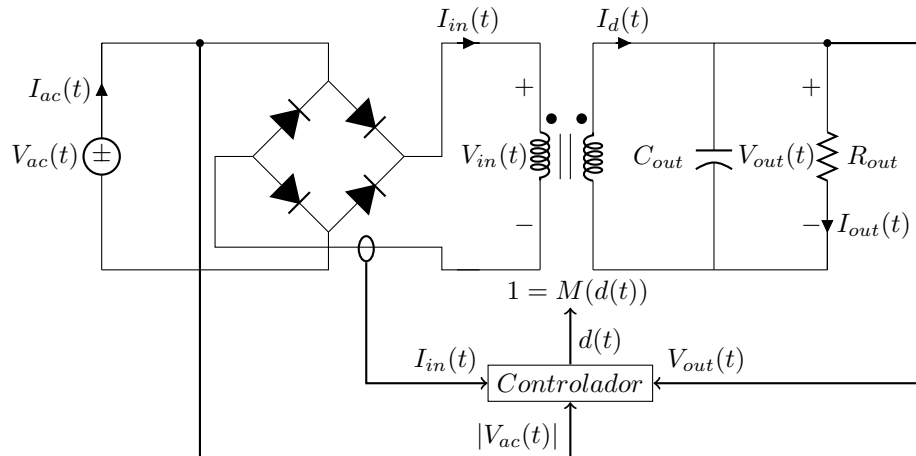 I_{in}(t)
I_d(t)
I_{ac}(t)
+
+
V_{ac}(t)
±
V_{in}(t)
C_{out}
V_{out}(t)
R_{out}
−
−
I_{out}(t)
1 = M(d(t))
d(t)
I_{in}(t)
V_{out}(t)
Controlador
|V_{ac}(t)|